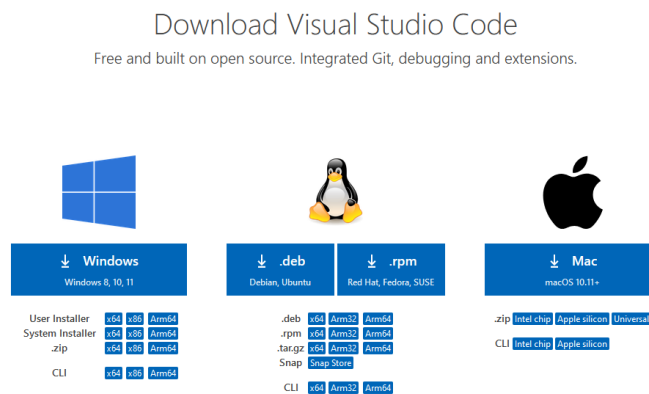 Download Visual Studio Code
Free and built on open source. Integrated Git, debugging and extensions.
Windows
Windows 8, 10, 11
User Installer x64 x86 Arm64
System Installer x64 x86 Arm64
.zip x64 x86 Arm64
CLI x64 x86 Arm64
.deb
Debian, Ubuntu
.rpm
Red Hat, Fedora, SUSE
.deb x64 Arm32 Arm64
.rpm x64 Arm32 Arm64
.tar.gz x64 Arm32 Arm64
Snap Snap Store
CLI x64 Arm32 Arm64
Mac
macOS 10.11+
.zip Intel chip Apple silicon Universal
CLI Intel chip Apple silicon